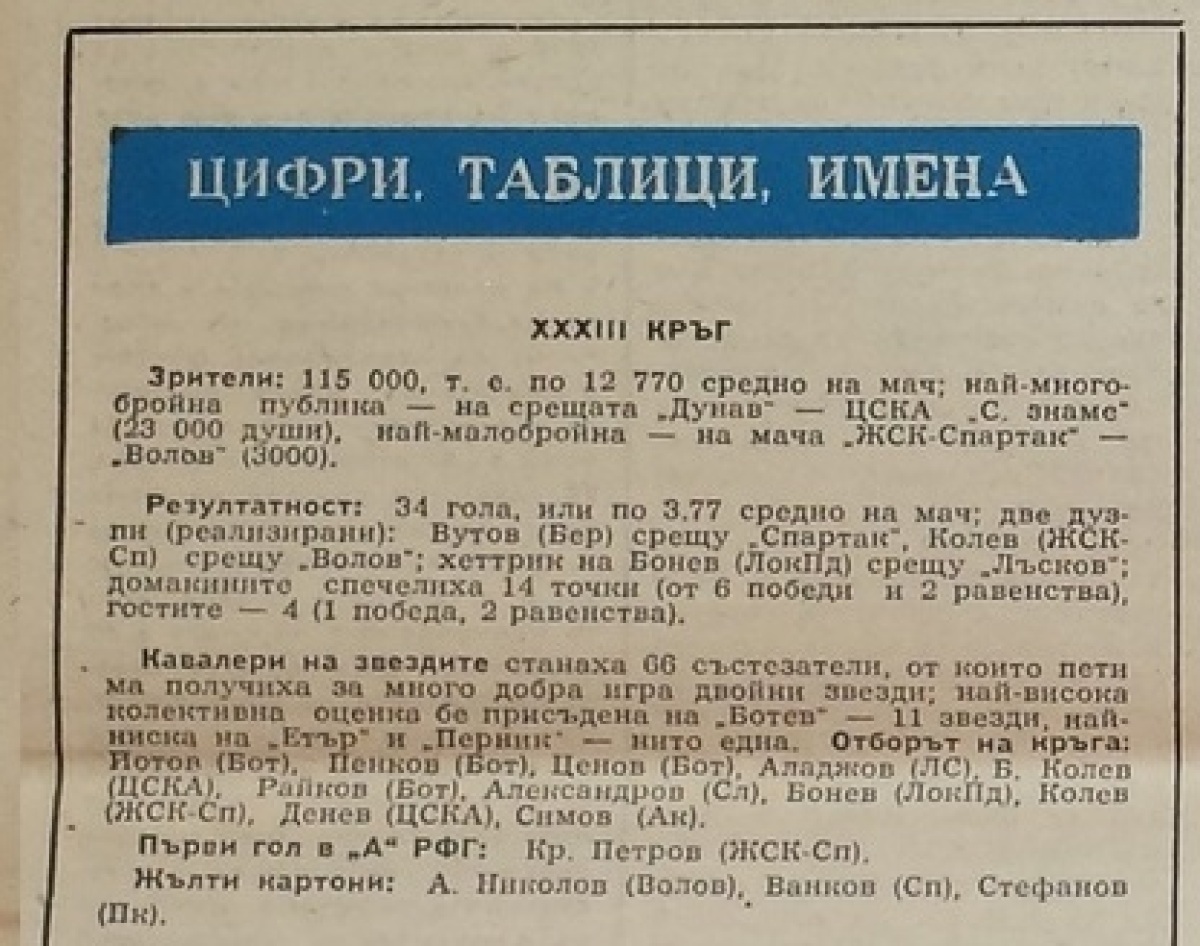 ЦИФРИ, ТАБЛИЦИ, ИМЕНА
XXXIII КРЪГ
Зрители: 115 000, т. е. по 12 770 средно на мач; най-много-
бройна публика — на срещата „Дунав“ — ЦСКА „С. знаме“
(23 000 души), най-малобройна — на мача „ЖСК-Спартак“ —
„Волов“ (3000).
Резултатност: 34 гола, или по 3,77 средно на мач; две дуз-
пи (реализирани): Вутов (Бер) срещу „Спартак“, Колев (ЖСК-
Сп) срещу „Волов“; хеттрик на Бонев (ЛокПд) срещу „Лъсков“;
домакините спечелиха 14 точки (от 6 победи и 2 равенства),
гостите — 4 (1 победа, 2 равенства).
Кавалери на звездите станаха 66 състезатели, от които пети
ма получиха за много добра игра двойни звезди; най-висока
колективна оценка бе присъдена на „Ботев“ — 11 звезди, най-
ниска на „Етър“ и „Перник“ — нито една. Отборът на кръга:
Йотов (Бот), Пенков (Бот), Ценов (Бот), Аладжов (ЛС), Б. Колев
(ЦСКА), Райков (Бот), Александров (Сл), Бонев (ЛокПд), Колев
(ЖСК-Сп), Денев (ЦСКА), Симов (Ак).
Първи гол в „А“ РФГ: Кр. Петров (ЖСК-Сп).
Жълти картони: А. Николов (Волов), Ванков (Сп), Стефанов
(Пк).